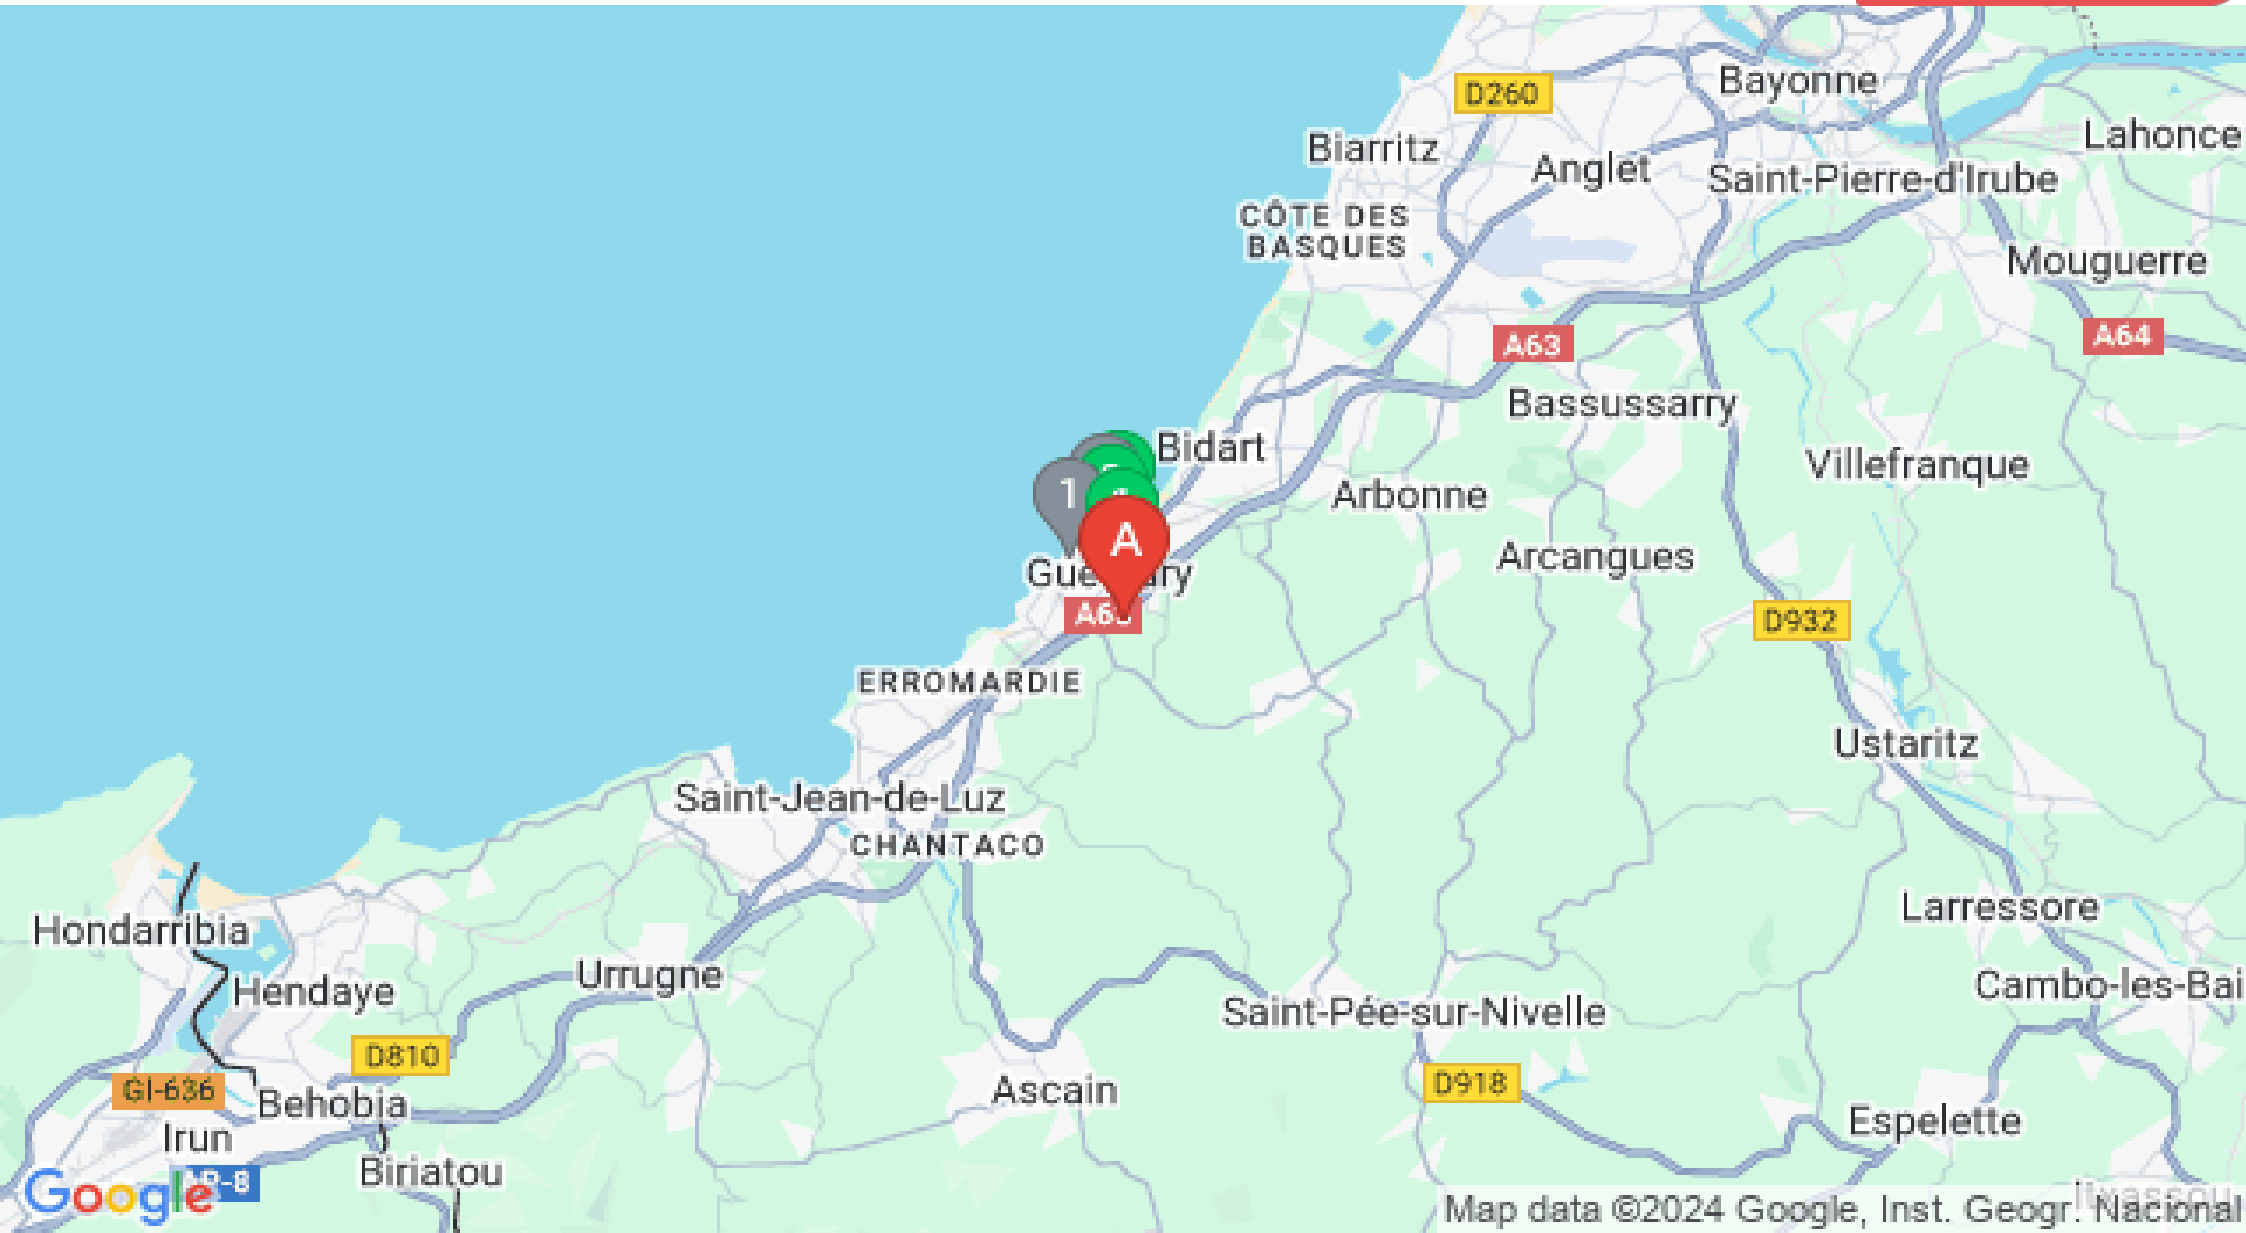 Bayonne
D260
Lahonce
Biarritz
Anglet
Saint-Pierre-d'Irube
CÔTE DES
BASQUES
Mouguerre
A63
A64
Bassussarry
Bidart
Villefranque
1
Arbonne
A
Arcangues
D932
ERROMARDIE
Ustaritz
Saint-Jean-de-Luz
CHANTACO
Larressore
Hondarribia
Urrugne
Hendaye
Cambo-les-Bai
Saint-Pée-sur-Nivelle
D810
D918
GI-636
Behobia
Ascain
Espelette
Irun
Biriatou
Google
Map data ©2024 Google, Inst. Geogr. Nacional